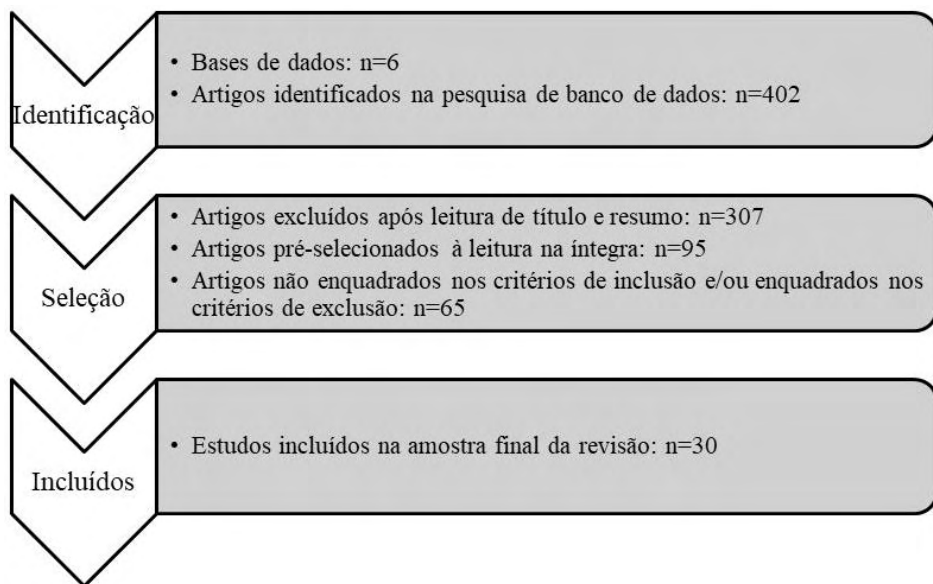 Identificação
• Bases de dados: n=6
• Artigos identificados na pesquisa de banco de dados: n=402
Seleção
• Artigos excluídos após leitura de título e resumo: n=307
• Artigos pré-selecionados à leitura na íntegra: n=95
• Artigos não enquadrados nos critérios de inclusão e/ou enquadrados nos
critérios de exclusão: n=65
Incluídos
• Estudos incluídos na amostra final da revisão: n=30